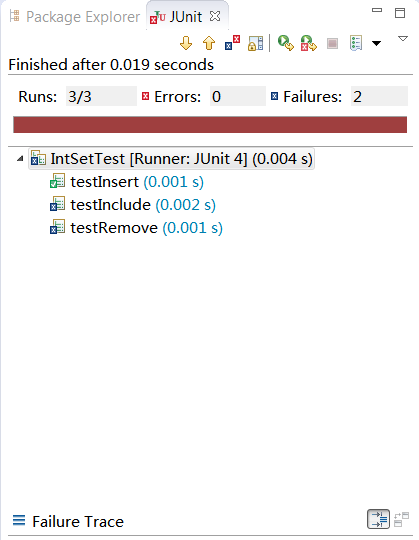 Package Explorer JUnit
Finished after 0.019 seconds
Runs: 3/3 Errors: 0 Failures: 2
IntSetTest [Runner: JUnit 4] (0.004 s)
testInsert (0.001 s)
testInclude (0.002 s)
testRemove (0.001 s)
Failure Trace